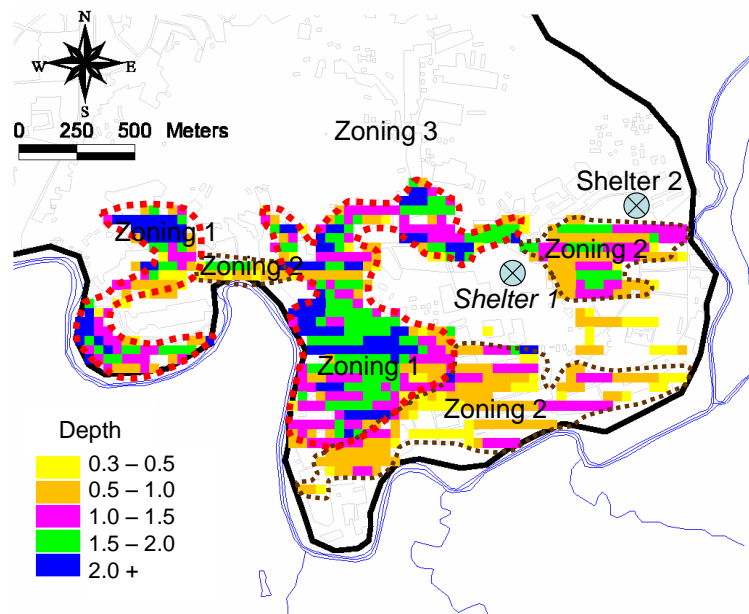 N
W E
S
0 250 500 Meters
Zoning 3
Shelter 2
Zoning 1
Zoning 2
Zoning 2
Shelter 1
Zoning 1
Zoning 2
Depth
0.3 – 0.5
0.5 – 1.0
1.0 – 1.5
1.5 – 2.0
2.0 +